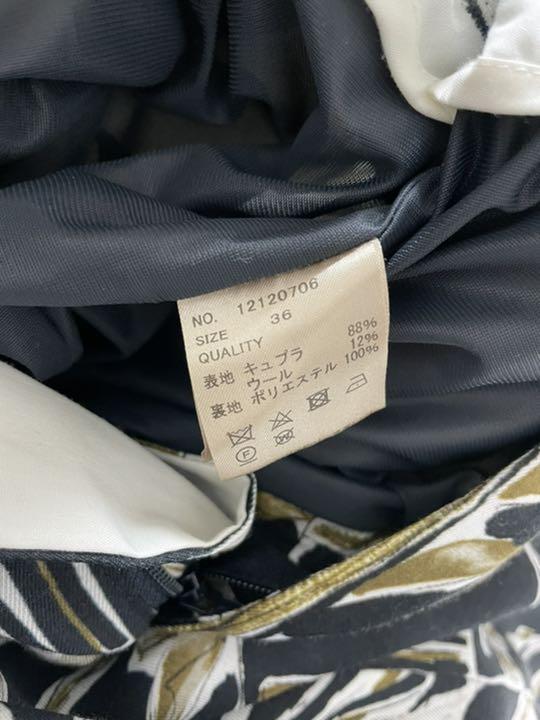 NO. 12120706
SIZE 36
QUALITY
表地 キュプラ 88%
ウール 12%
裏地 ポリエステル 100%
F W